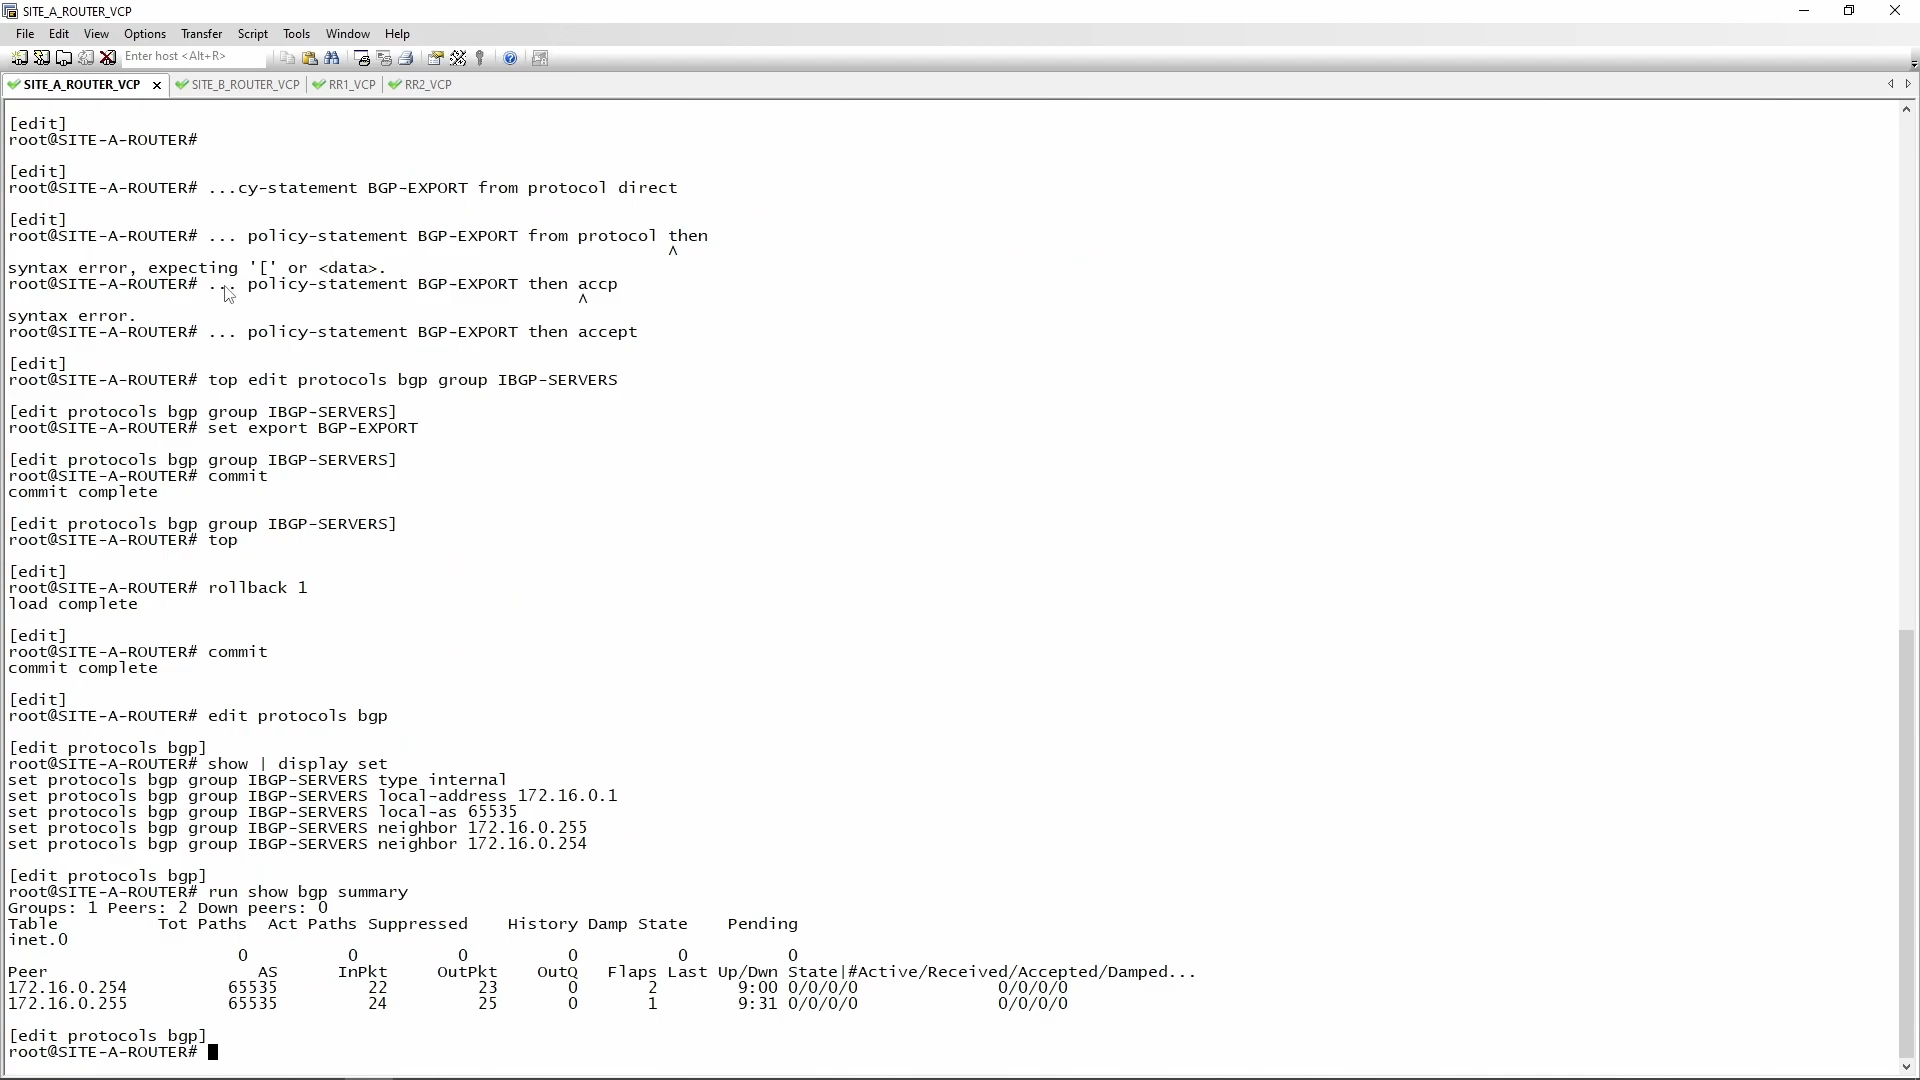 SITE_A_ROUTER_VCP
File Edit View Options Transfer Script Tools Window Help
Enter host <Alt+R>
SITE_A_ROUTER_VCP SITE_B_ROUTER_VCP RR1_VCP RR2_VCP
[edit]
root@SITE-A-ROUTER#
[edit]
root@SITE-A-ROUTER# ...cy-statement BGP-EXPORT from protocol direct
[edit]
root@SITE-A-ROUTER# ... policy-statement BGP-EXPORT from protocol then
^
syntax error, expecting '[' or <data>.
root@SITE-A-ROUTER# ... policy-statement BGP-EXPORT then accp
^
syntax error.
root@SITE-A-ROUTER# ... policy-statement BGP-EXPORT then accept
[edit]
root@SITE-A-ROUTER# top edit protocols bgp group IBGP-SERVERS
[edit protocols bgp group IBGP-SERVERS]
root@SITE-A-ROUTER# set export BGP-EXPORT
[edit protocols bgp group IBGP-SERVERS]
root@SITE-A-ROUTER# commit
commit complete
[edit protocols bgp group IBGP-SERVERS]
root@SITE-A-ROUTER# top
[edit]
root@SITE-A-ROUTER# rollback 1
load complete
[edit]
root@SITE-A-ROUTER# commit
commit complete
[edit]
root@SITE-A-ROUTER# edit protocols bgp
[edit protocols bgp]
root@SITE-A-ROUTER# show | display set
set protocols bgp group IBGP-SERVERS type internal
set protocols bgp group IBGP-SERVERS local-address 172.16.0.1
set protocols bgp group IBGP-SERVERS local-as 65535
set protocols bgp group IBGP-SERVERS neighbor 172.16.0.255
set protocols bgp group IBGP-SERVERS neighbor 172.16.0.254
[edit protocols bgp]
root@SITE-A-ROUTER# run show bgp summary
Groups: 1 Peers: 2 Down peers: 0
Table Tot Paths Act Paths Suppressed History Damp State Pending
inet.0
0 0 0 0 0 0
Peer AS InPkt OutPkt OutQ Flaps Last Up/Dwn State|#Active/Received/Accepted/Damped...
172.16.0.254 65535 22 23 0 2 9:00 0/0/0/0 0/0/0/0
172.16.0.255 65535 24 25 0 1 9:31 0/0/0/0 0/0/0/0
[edit protocols bgp]
root@SITE-A-ROUTER#